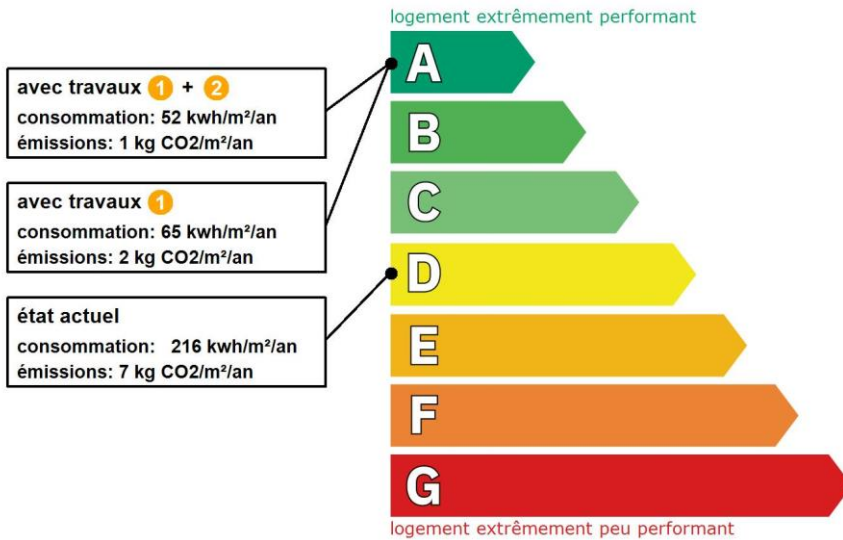 logement extrêmement performant
avec travaux 1 + 2
consommation: 52 kwh/m²/an
émissions: 1 kg CO2/m²/an
avec travaux 1
consommation: 65 kwh/m²/an
émissions: 2 kg CO2/m²/an
état actuel
consommation: 216 kwh/m²/an
émissions: 7 kg CO2/m²/an
A
B
C
D
E
F
G
logement extrêmement peu performant